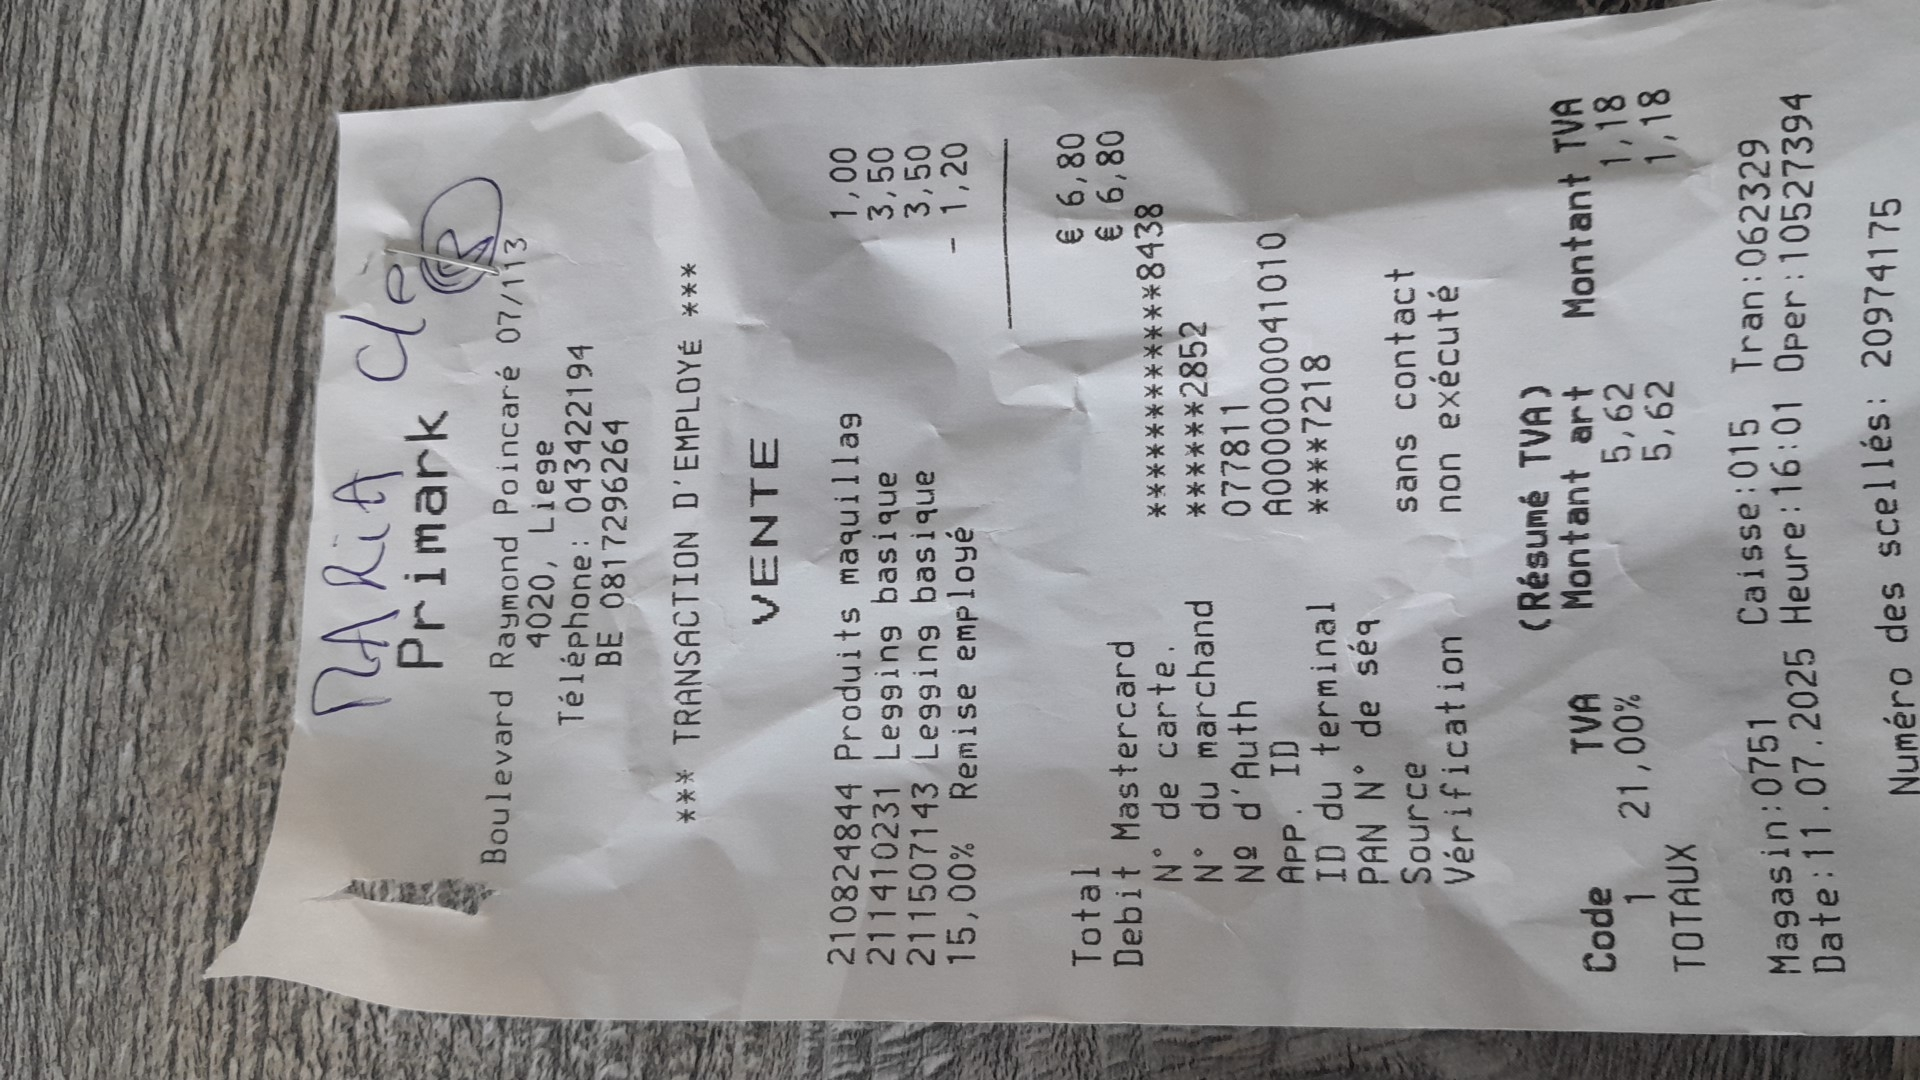 MARiA Clé
Primark
Boulevard Raymond Poincaré 07/113
4020, Liege
Téléphone: 043422194
BE 0817296264
*** TRANSACTION D'EMPLOYÉ ***
VENTE
210824844 Produits maquillag 1,00
211410231 Legging basique 3,50
211507143 Legging basique 3,50
15,00% Remise employé - 1,20
Total € 6,80
Debit Mastercard € 6,80
N° de carte. ************8438
N° du marchand ******2852
Nº d'Auth 077811
APP. ID A0000000041010
ID du terminal ****7218
PAN N° de séq
Source sans contact
Vérification non exécuté
(Résumé TVA)
Code TVA Montant art Montant TVA
1 21,00% 5,62 1,18
TOTAUX 5,62 1,18
Magasin:0751 Caisse:015 Tran:062329
Date:11.07.2025 Heure:16:01 Oper:10527394
Numéro des scellés: 20974175